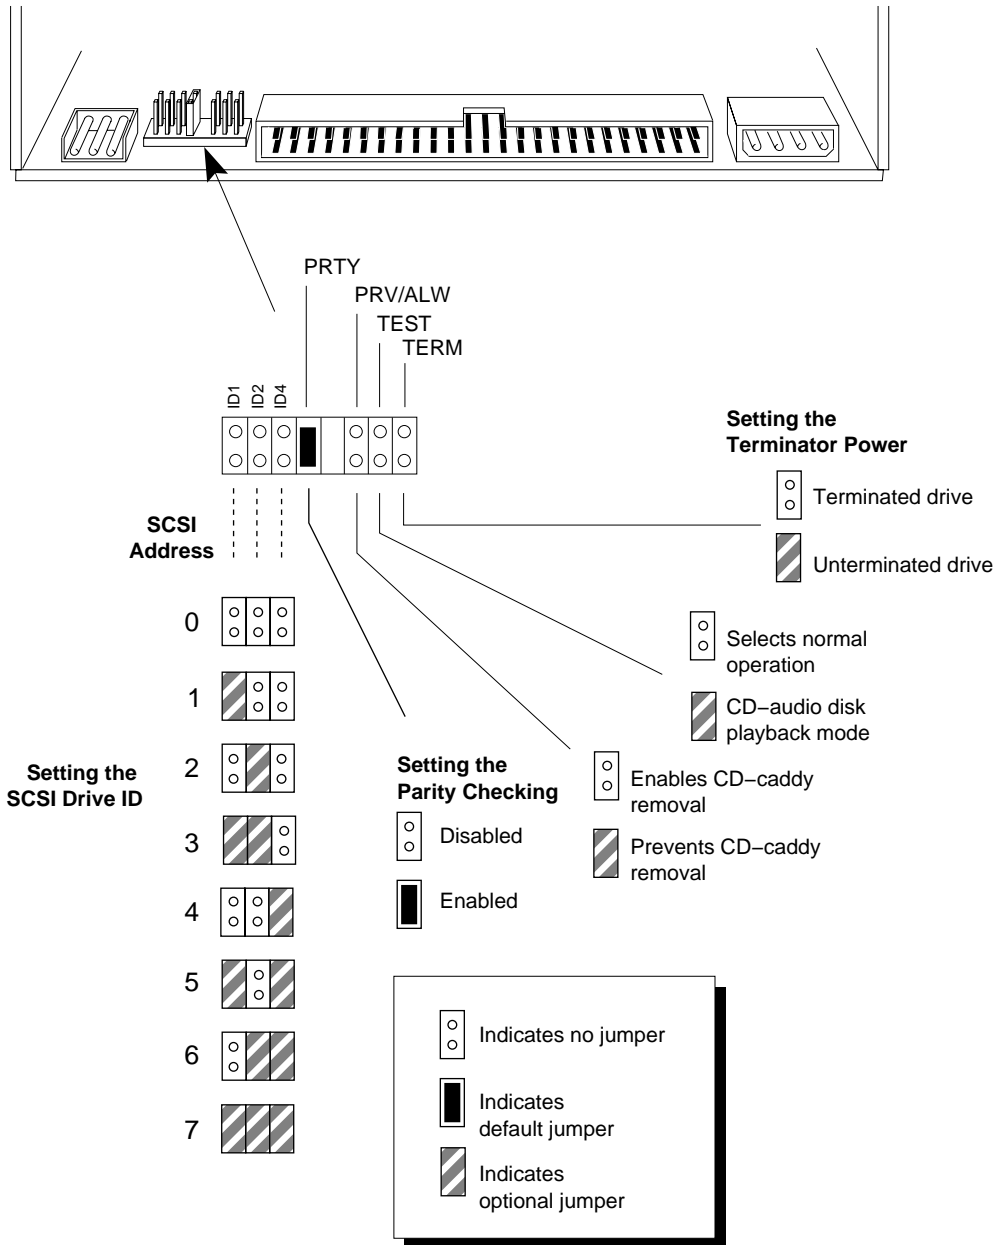 PRTY
PRV/ALW
TEST
TERM
ID1
ID2
ID4
Setting the
Terminator Power
Terminated drive
Unterminated drive
SCSI
Address
0
1
2
3
4
5
6
7
Setting the
SCSI Drive ID
Selects normal
operation
CD–audio disk
playback mode
Enables CD–caddy
removal
Prevents CD–caddy
removal
Setting the
Parity Checking
Disabled
Enabled
Indicates no jumper
Indicates
default jumper
Indicates
optional jumper